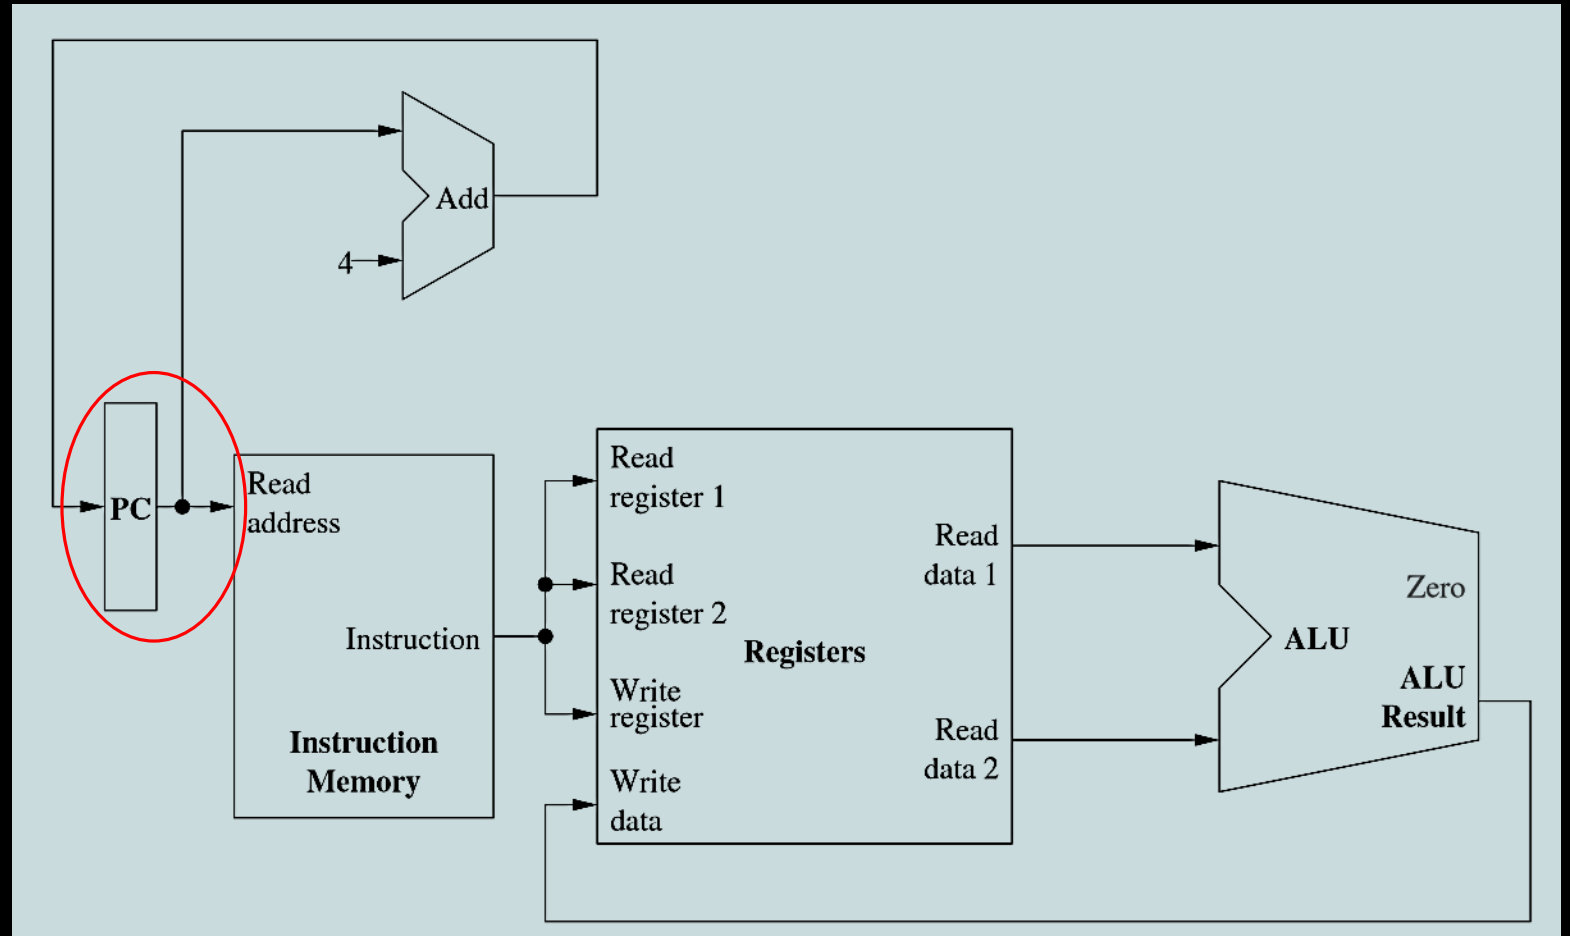 Add
4
PC
Read
address
Instruction
Instruction
Memory
Read
register 1
Read
register 2
Write
register
Write
data
Registers
Read
data 1
Read
data 2
Zero
ALU
ALU
Result